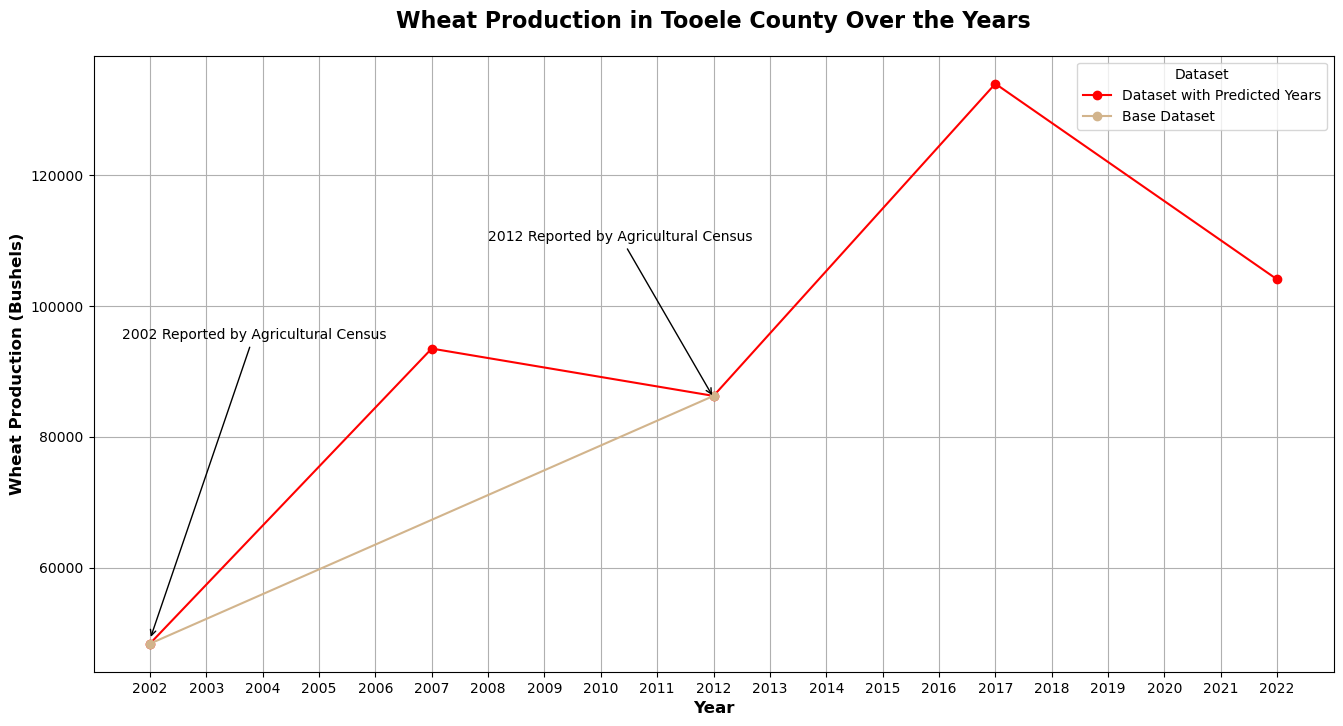 Wheat Production in Tooele County Over the Years
Dataset
Dataset with Predicted Years
Base Dataset
120000
100000
80000
60000
Wheat Production (Bushels)
2012 Reported by Agricultural Census
2002 Reported by Agricultural Census
2002 2003 2004 2005 2006 2007 2008 2009 2010 2011 2012 2013 2014 2015 2016 2017 2018 2019 2020 2021 2022
Year